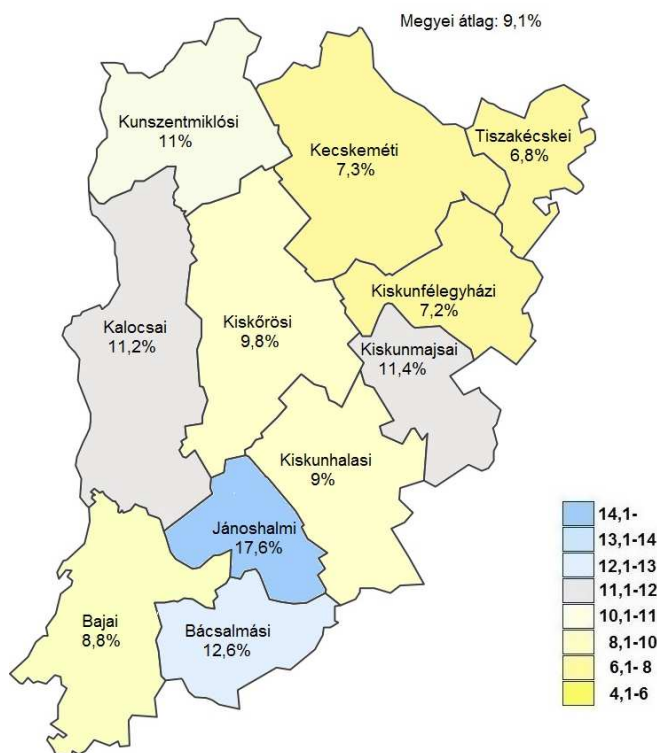 Megyei átlag: 9,1%
Kunszentmiklósi
11%
Kecskeméti
7,3%
Tiszakécskei
6,8%
Kalocsai
11,2%
Kiskőrösi
9,8%
Kiskunfélegyházi
7,2%
Kiskunmajsai
11,4%
Kiskunhalasi
9%
Jánoshalmi
17,6%
Bajai
8,8%
Bácsalmási
12,6%
14,1-
13,1-14
12,1-13
11,1-12
10,1-11
8,1-10
6,1- 8
4,1-6